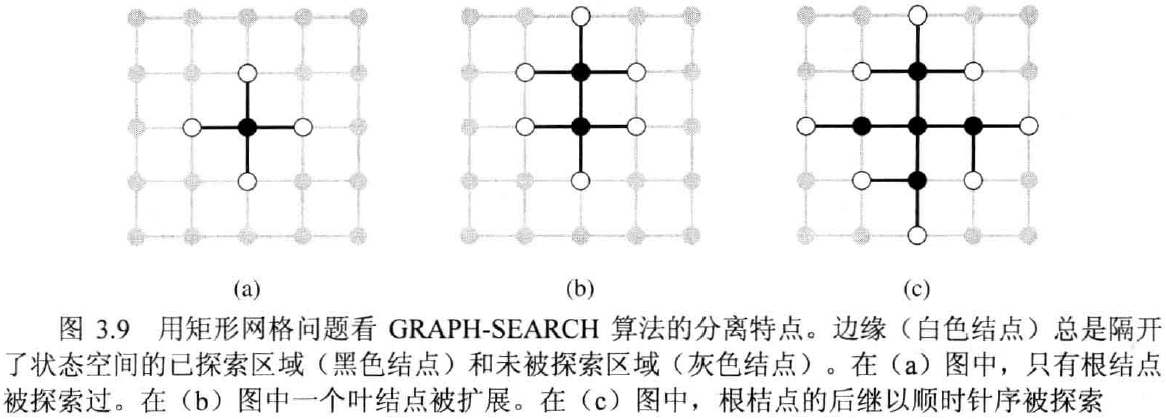 (a)
(b)
(c)
图 3.9 用矩形网格问题看 GRAPH-SEARCH 算法的分离特点。边缘（白色结点）总是隔开
了状态空间的已探索区域（黑色结点）和未被探索区域（灰色结点）。在（a）图中，只有根结点
被探索过。在（b）图中一个叶结点被扩展。在（c）图中，根桔点的后继以顺时针序被探索